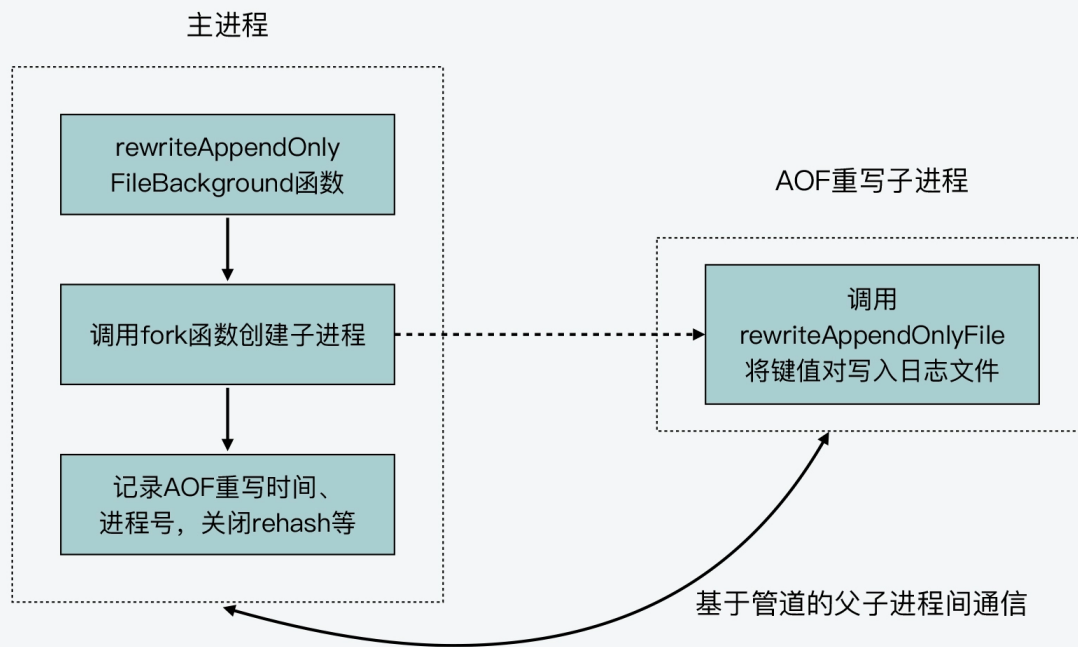 主进程
rewriteAppendOnly
FileBackground函数
调用fork函数创建子进程
记录AOF重写时间、
进程号，关闭rehash等
AOF重写子进程
调用
rewriteAppendOnlyFile
将键值对写入日志文件
基于管道的父子进程间通信